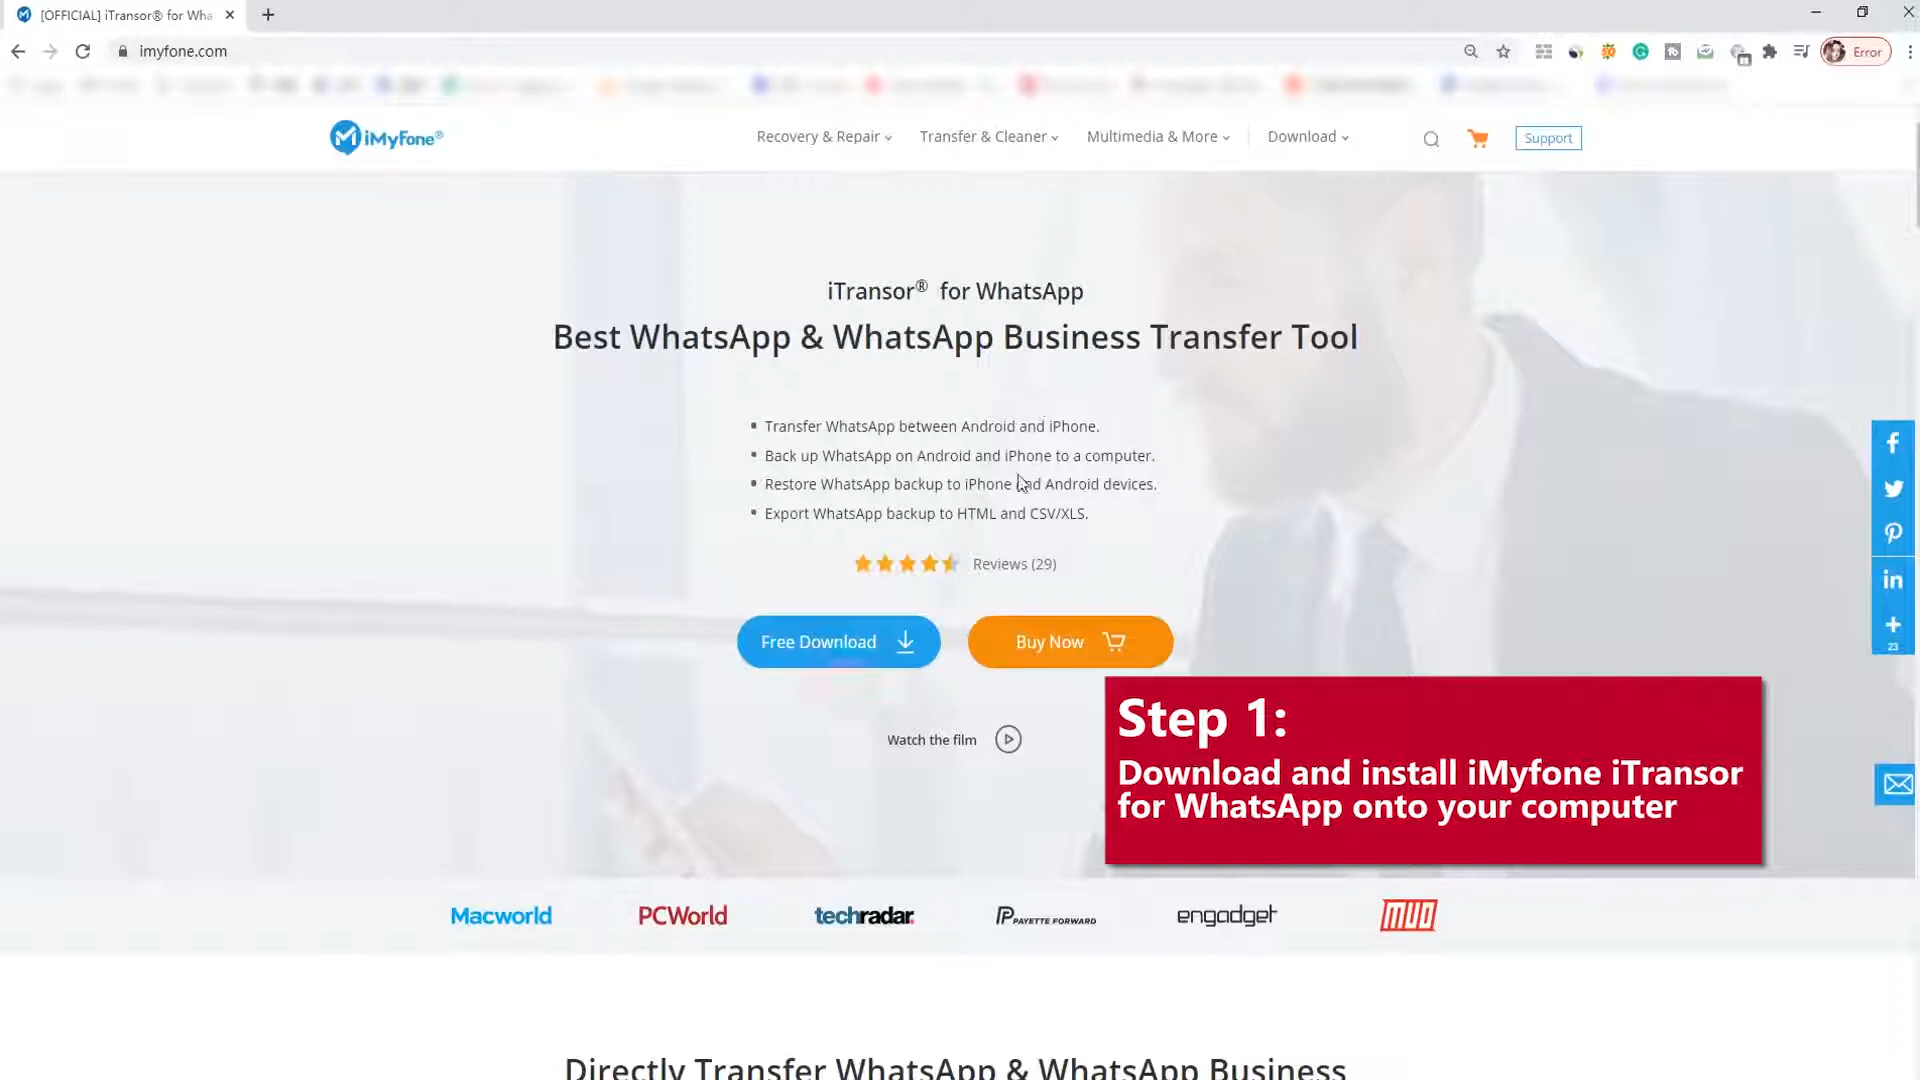 [OFFICIAL] iTransor® for Wha
imyfone.com
Error
iMyFone®
Recovery & Repair
Transfer & Cleaner
Multimedia & More
Download
Support
iTransor® for WhatsApp
Best WhatsApp & WhatsApp Business Transfer Tool
• Transfer WhatsApp between Android and iPhone.
• Back up WhatsApp on Android and iPhone to a computer.
• Restore WhatsApp backup to iPhone and Android devices.
• Export WhatsApp backup to HTML and CSV/XLS.
Reviews (29)
Free Download
Buy Now
23
Watch the film
Step 1:
Download and install iMyfone iTransor
for WhatsApp onto your computer
Macworld
PCWorld
techradar.
PAYETTE FORWARD
engadget
MUO
Directly Transfer WhatsApp & WhatsApp Business